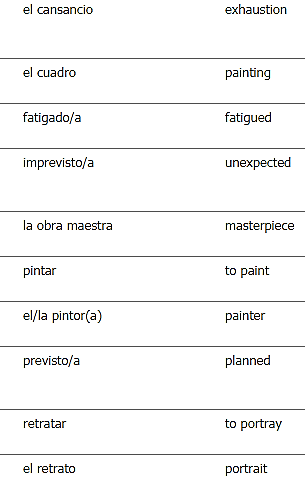 el cansancio exhaustion
el cuadro painting
fatigado/a fatigued
imprevisto/a unexpected
la obra maestra masterpiece
pintar to paint
el/la pintor(a) painter
previsto/a planned
retratar to portray
el retrato portrait